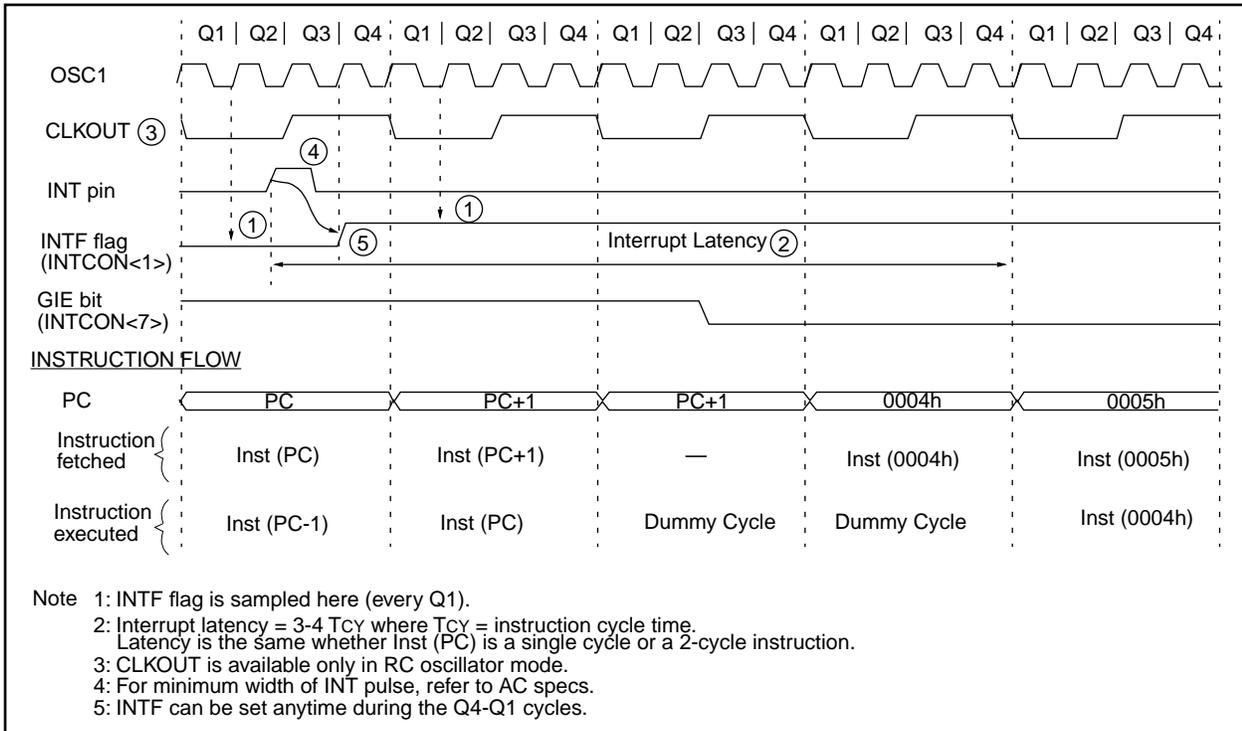 Q1 | Q2 | Q3 | Q4 Q1 | Q2 | Q3 | Q4 Q1 | Q2 | Q3 | Q4 Q1 | Q2 | Q3 | Q4 Q1 | Q2 | Q3 | Q4
OSC1
CLKOUT ③
④
INT pin
① ①
INTF flag
(INTCON<1>)
⑤
Interrupt Latency ②
GIE bit
(INTCON<7>)
INSTRUCTION FLOW
PC PC PC+1 PC+1 0004h 0005h
Instruction
fetched
Inst (PC) Inst (PC+1) — Inst (0004h) Inst (0005h)
Instruction
executed
Inst (PC-1) Inst (PC) Dummy Cycle Dummy Cycle Inst (0004h)
Note 1: INTF flag is sampled here (every Q1).
2: Interrupt latency = 3-4 TCY where TCY = instruction cycle time.
Latency is the same whether Inst (PC) is a single cycle or a 2-cycle instruction.
3: CLKOUT is available only in RC oscillator mode.
4: For minimum width of INT pulse, refer to AC specs.
5: INTF can be set anytime during the Q4-Q1 cycles.